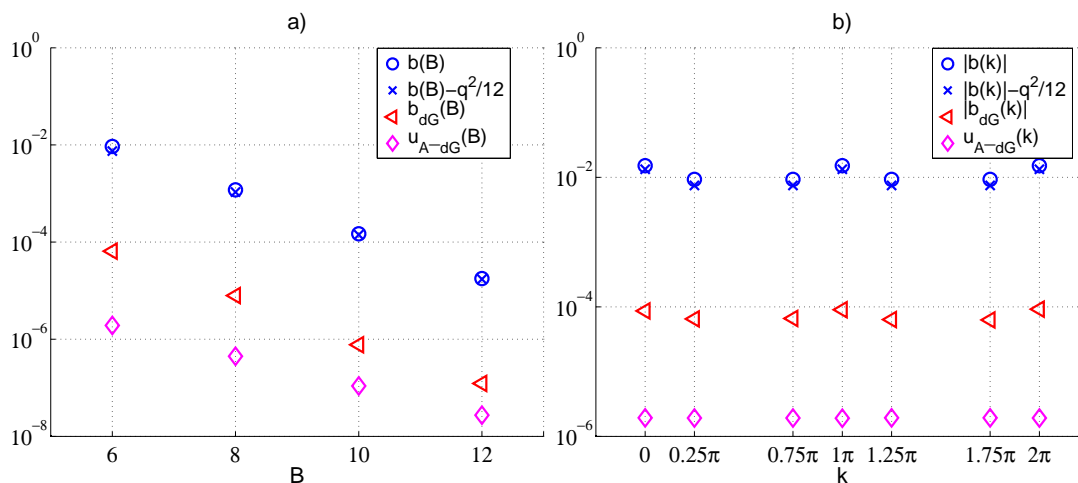 a)
10^0
10^−2
10^−4
10^−6
10^−8
6
8
10
12
B
b(B)
b(B)−q^2/12
b_dG(B)
u_A−dG(B)
b)
10^0
10^−2
10^−4
10^−6
0
0.25π
0.75π
1π
1.25π
1.75π
2π
k
|b(k)|
|b(k)|−q^2/12
|b_dG(k)|
u_A−dG(k)